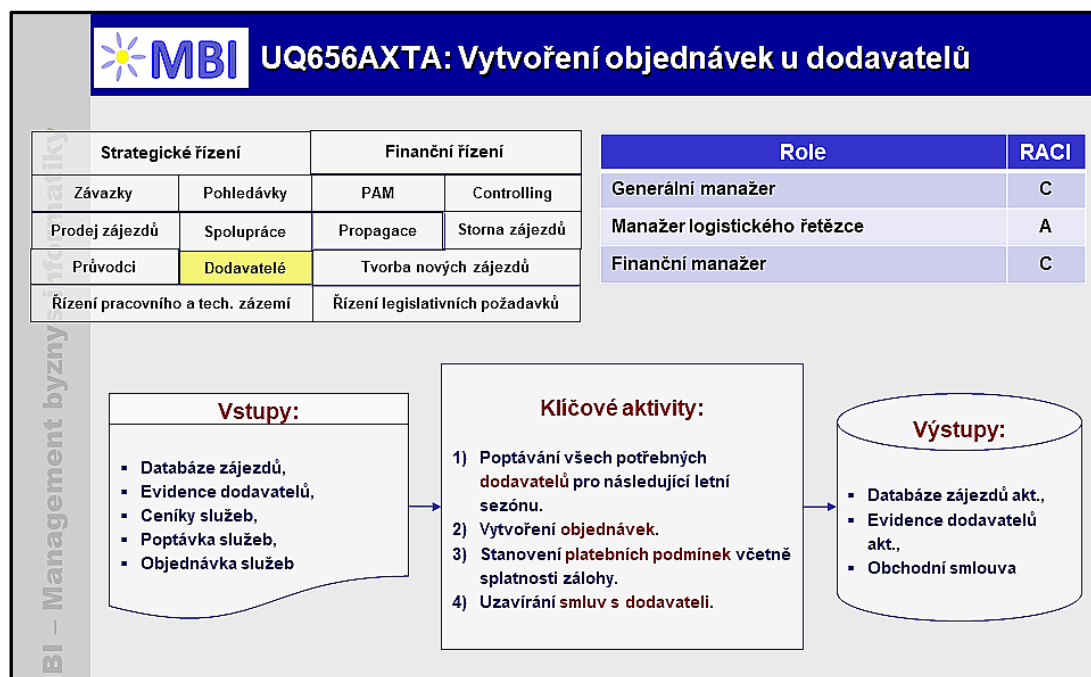 MBI UQ656AXTA: Vytvoření objednávek u dodavatelů
BI – Management byznys informatiky
Strategické řízení Finanční řízení
Závazky Pohledávky PAM Controlling
Prodej zájezdů Spolupráce Propagace Storna zájezdů
Průvodci Dodavatelé Tvorba nových zájezdů
Řízení pracovního a tech. zázemí Řízení legislativních požadavků
Role RACI
Generální manažer C
Manažer logistického řetězce A
Finanční manažer C
Vstupy:
▪ Databáze zájezdů,
▪ Evidence dodavatelů,
▪ Ceníky služeb,
▪ Poptávka služeb,
▪ Objednávka služeb
Klíčové aktivity:
1) Poptávání všech potřebných
dodavatelů pro následující letní
sezónu.
2) Vytvoření objednávek.
3) Stanovení platebních podmínek včetně
splatnosti zálohy.
4) Uzavírání smluv s dodavateli.
Výstupy:
▪ Databáze zájezdů akt.,
▪ Evidence dodavatelů
akt.,
▪ Obchodní smlouva